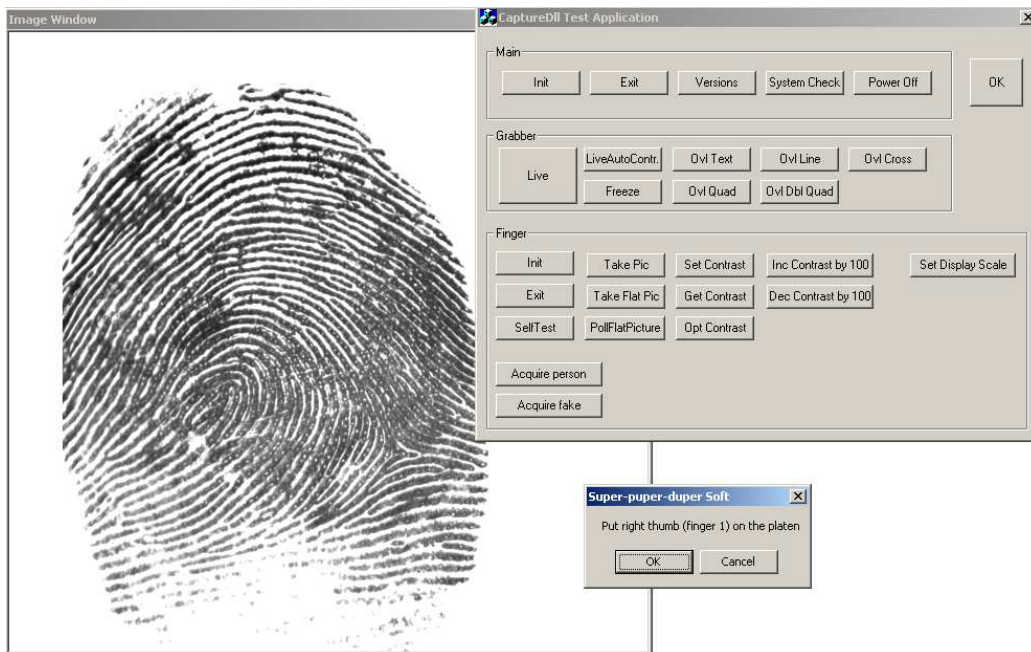 Image Window
CaptureDll Test Application
Main
Init Exit Versions System Check Power Off OK
Grabber
Live LiveAutoContr. Ovl Text Ovl Line Ovl Cross
Freeze Ovl Quad Ovl Dbl Quad
Finger
Init Take Pic Set Contrast Inc Contrast by 100 Set Display Scale
Exit Take Flat Pic Get Contrast Dec Contrast by 100
SelfTest PollFlatPicture Opt Contrast
Acquire person
Acquire fake
Super-puper-duper Soft
Put right thumb (finger 1) on the platen
OK Cancel